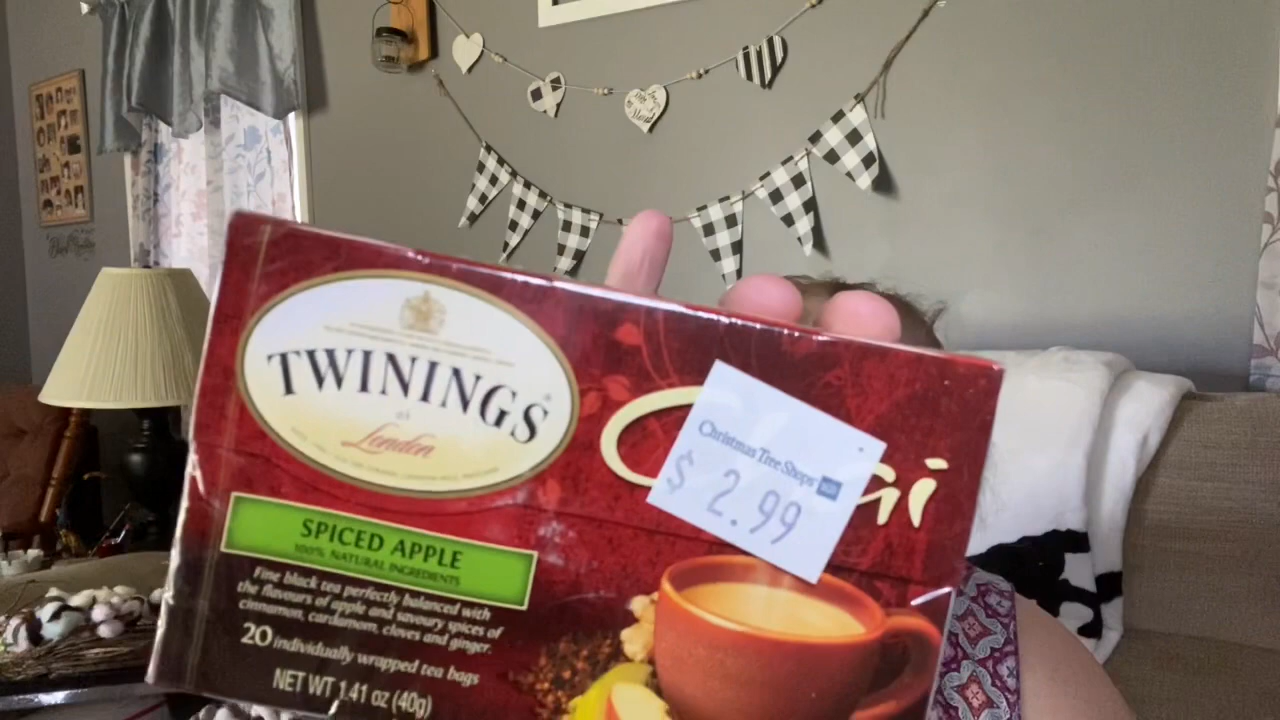 TWININGS
of
London
Christmas Tree Shops
$ 2.99
SPICED APPLE
100% NATURAL INGREDIENTS
Fine black tea perfectly balanced with
the flavours of apple and savoury spices of
cinnamon, cardamom, cloves and ginger.
20 individually wrapped tea bags
NET WT 1.41 oz (40g)